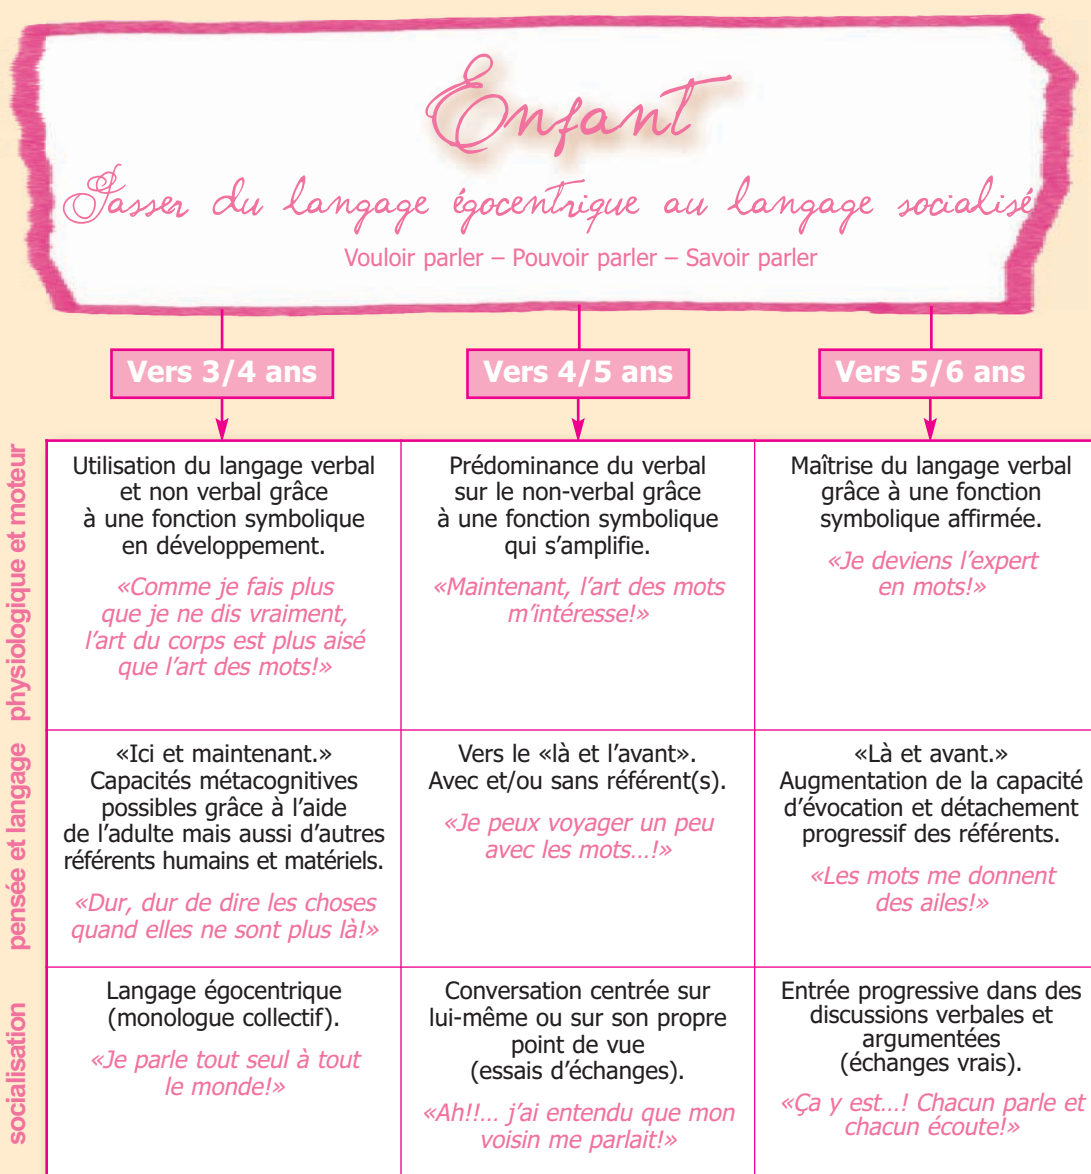 Enfant
Passer du langage égocentrique au langage socialisé
Vouloir parler – Pouvoir parler – Savoir parler
Vers 3/4 ans
Vers 4/5 ans
Vers 5/6 ans
physiologique et moteur
Utilisation du langage verbal
et non verbal grâce
à une fonction symbolique
en développement.
«Comme je fais plus
que je ne dis vraiment,
l’art du corps est plus aisé
que l’art des mots!»
Prédominance du verbal
sur le non-verbal grâce
à une fonction symbolique
qui s’amplifie.
«Maintenant, l’art des mots
m’intéresse!»
Maîtrise du langage verbal
grâce à une fonction
symbolique affirmée.
«Je deviens l’expert
en mots!»
pensée et langage
«Ici et maintenant.»
Capacités métacognitives
possibles grâce à l’aide
de l’adulte mais aussi d’autres
référents humains et matériels.
«Dur, dur de dire les choses
quand elles ne sont plus là!»
Vers le «là et l’avant».
Avec et/ou sans référent(s).
«Je peux voyager un peu
avec les mots…!»
«Là et avant.»
Augmentation de la capacité
d’évocation et détachement
progressif des référents.
«Les mots me donnent
des ailes!»
socialisation
Langage égocentrique
(monologue collectif).
«Je parle tout seul à tout
le monde!»
Conversation centrée sur
lui-même ou sur son propre
point de vue
(essais d’échanges).
«Ah!!… j’ai entendu que mon
voisin me parlait!»
Entrée progressive dans des
discussions verbales et
argumentées
(échanges vrais).
«Ça y est…! Chacun parle et
chacun écoute!»